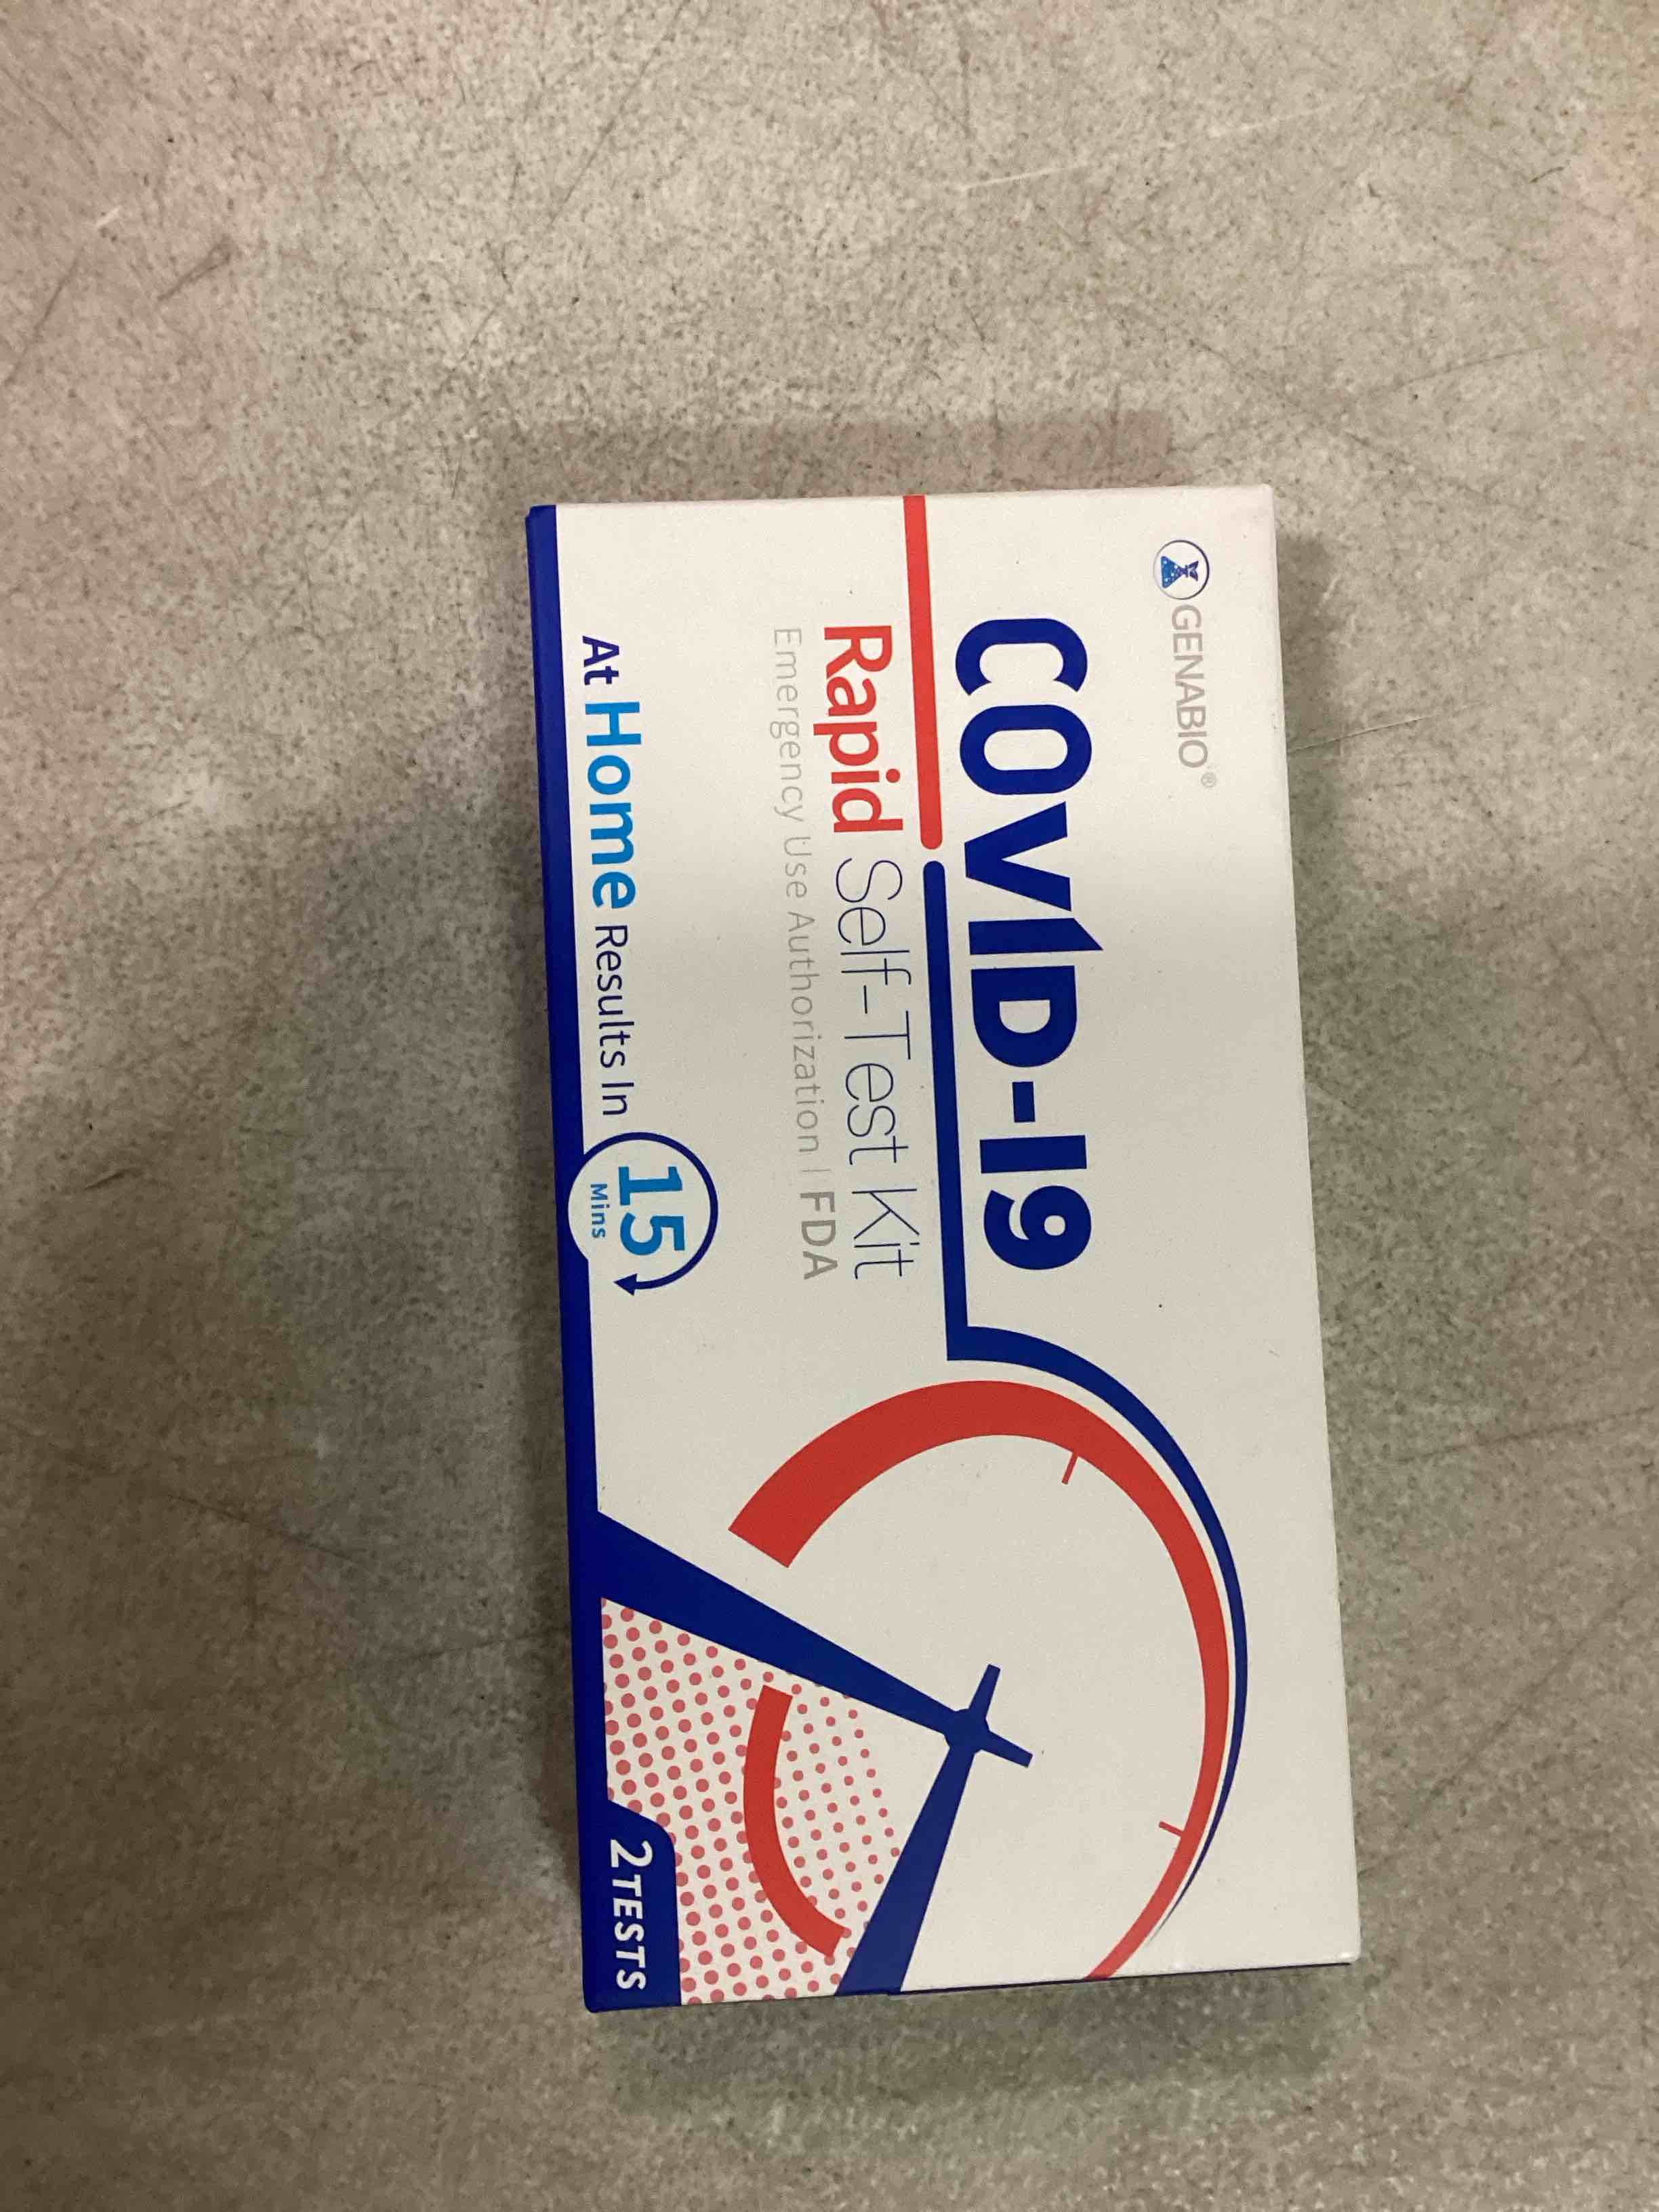 GENABIO®
COVID-19
Rapid Self-Test Kit
Emergency Use Authorization | FDA
At Home Results In 15 Mins
2 TESTS